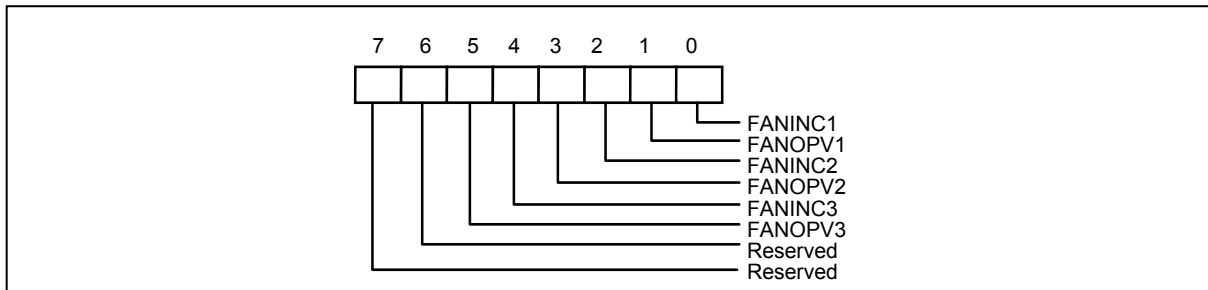 7 6 5 4 3 2 1 0
FANINC1
FANOPV1
FANINC2
FANOPV2
FANINC3
FANOPV3
Reserved
Reserved